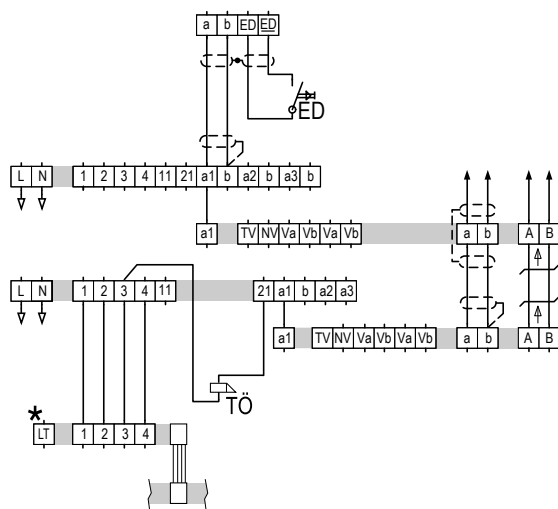 a b ED ED
ED
L N 1 2 3 4 11 21 a1 b a2 b a3 b
a1 TV NV Va Vb Va Vb a b A B
L N 1 2 3 4 11 21 a1 b a2 a3
a1 TV NV Va Vb Va Vb a b A B
TÖ
* LT 1 2 3 4